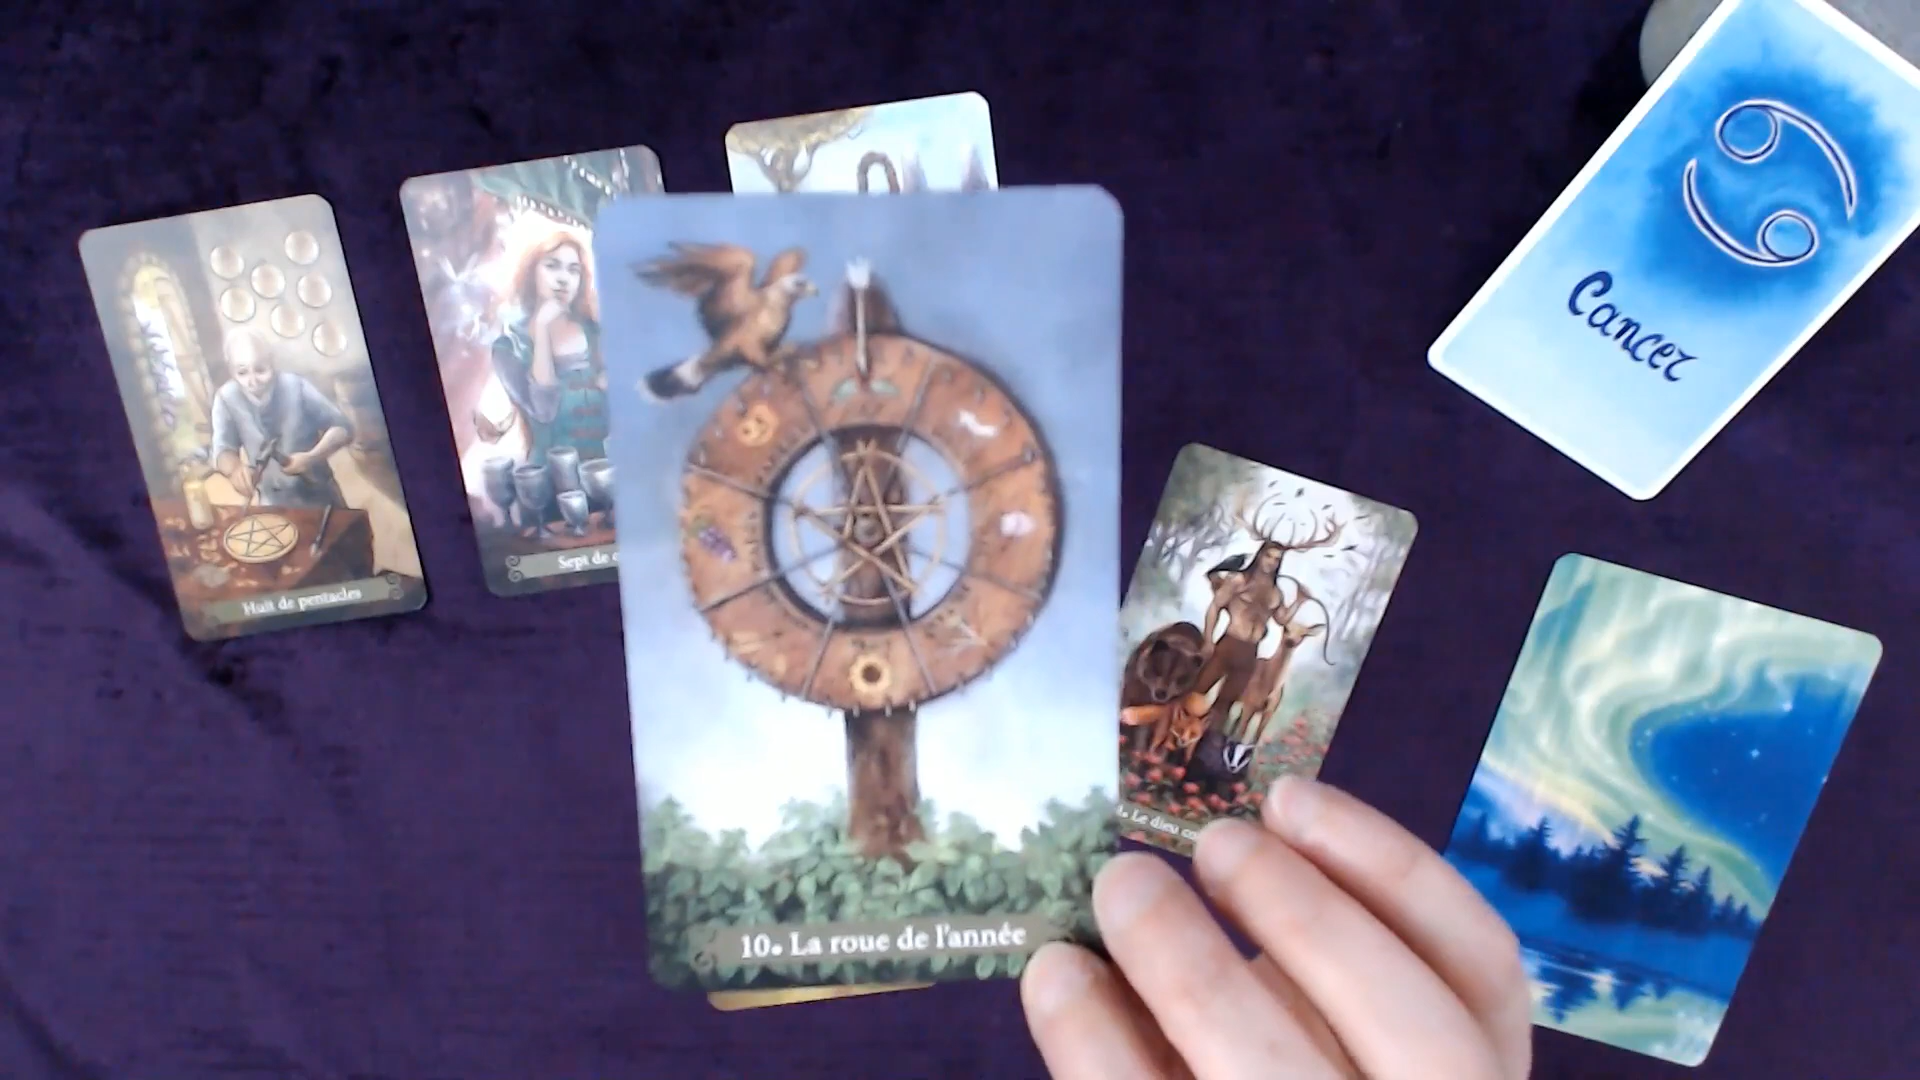 Cancer
Huit de pentacles
Sept de
10. La roue de l'année
Le dieu